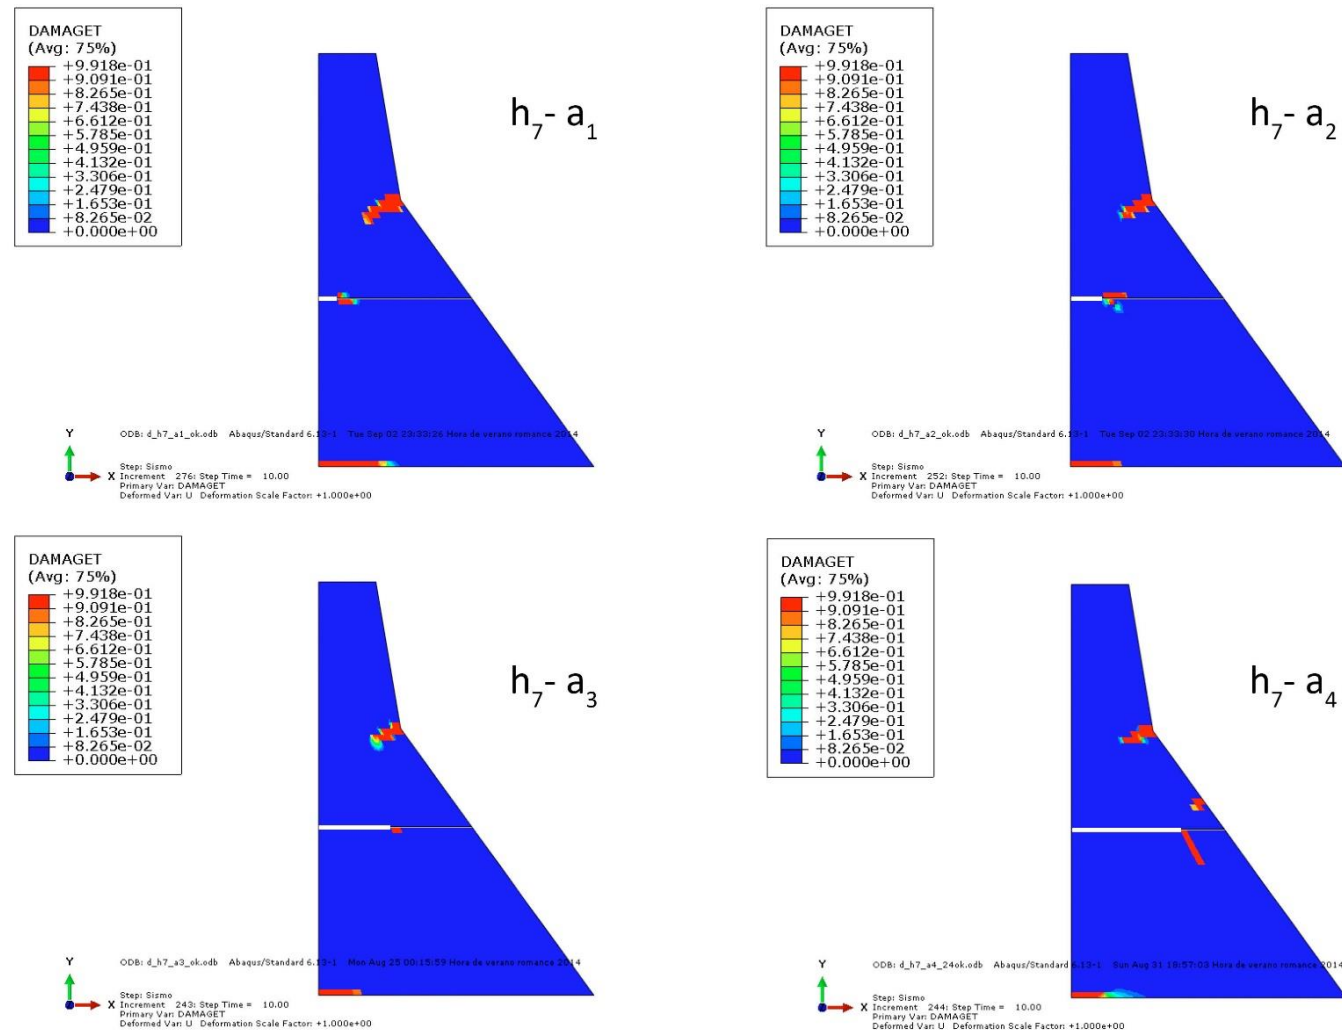 DAMAGET
(Avg: 75%)
+9.918e-01
+9.091e-01
+8.265e-01
+7.438e-01
+6.612e-01
+5.785e-01
+4.959e-01
+4.132e-01
+3.306e-01
+2.479e-01
+1.653e-01
+8.265e-02
+0.000e+00
h7- a1
Y
X
ODB: d_h7_a1_ok.odb Abaqus/Standard 6.13-1 Tue Sep 02 23:33:26 Hora de verano romance 2014
Step: Sismo
Increment 276: Step Time = 10.00
Primary Var: DAMAGET
Deformed Var: U Deformation Scale Factor: +1.000e+00
DAMAGET
(Avg: 75%)
+9.918e-01
+9.091e-01
+8.265e-01
+7.438e-01
+6.612e-01
+5.785e-01
+4.959e-01
+4.132e-01
+3.306e-01
+2.479e-01
+1.653e-01
+8.265e-02
+0.000e+00
h7- a2
Y
X
ODB: d_h7_a2_ok.odb Abaqus/Standard 6.13-1 Tue Sep 02 23:33:30 Hora de verano romance 2014
Step: Sismo
Increment 252: Step Time = 10.00
Primary Var: DAMAGET
Deformed Var: U Deformation Scale Factor: +1.000e+00
DAMAGET
(Avg: 75%)
+9.918e-01
+9.091e-01
+8.265e-01
+7.438e-01
+6.612e-01
+5.785e-01
+4.959e-01
+4.132e-01
+3.306e-01
+2.479e-01
+1.653e-01
+8.265e-02
+0.000e+00
h7- a3
Y
X
ODB: d_h7_a3_ok.odb Abaqus/Standard 6.13-1 Mon Aug 25 00:15:59 Hora de verano romance 2014
Step: Sismo
Increment 243: Step Time = 10.00
Primary Var: DAMAGET
Deformed Var: U Deformation Scale Factor: +1.000e+00
DAMAGET
(Avg: 75%)
+9.918e-01
+9.091e-01
+8.265e-01
+7.438e-01
+6.612e-01
+5.785e-01
+4.959e-01
+4.132e-01
+3.306e-01
+2.479e-01
+1.653e-01
+8.265e-02
+0.000e+00
h7- a4
Y
X
ODB: d_h7_a4_24ok.odb Abaqus/Standard 6.13-1 Sun Aug 31 18:57:03 Hora de verano romance 2014
Step: Sismo
Increment 244: Step Time = 10.00
Primary Var: DAMAGET
Deformed Var: U Deformation Scale Factor: +1.000e+00